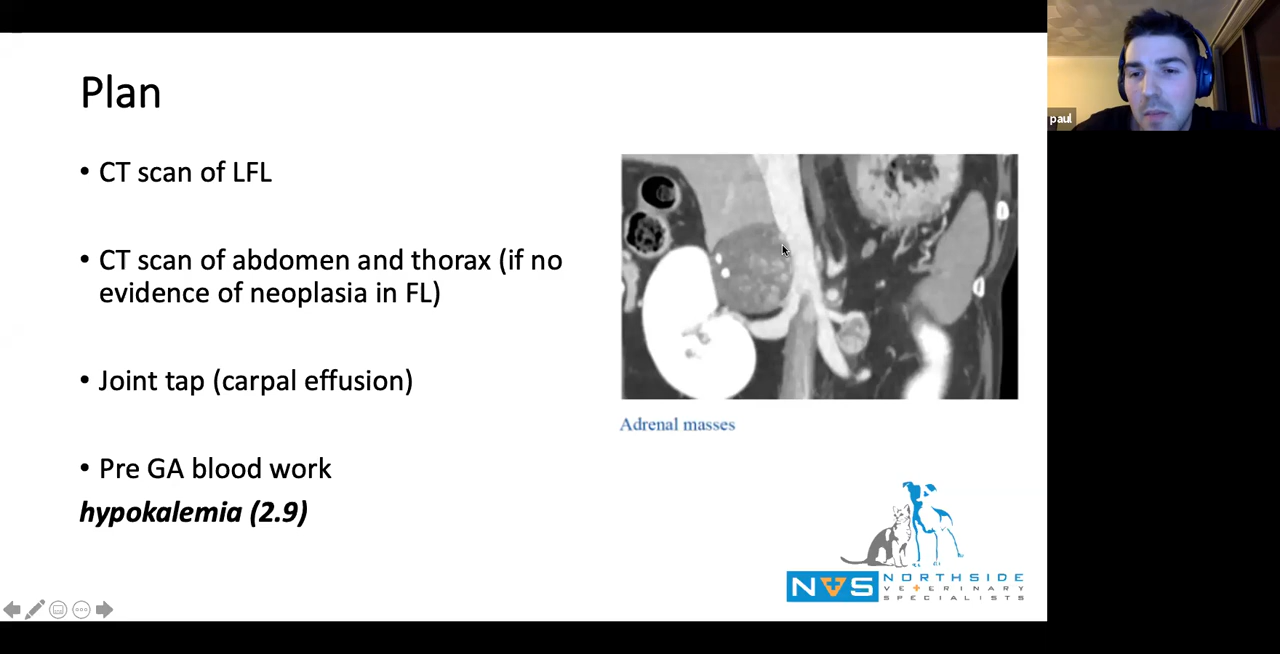 Plan
• CT scan of LFL
• CT scan of abdomen and thorax (if no
evidence of neoplasia in FL)
• Joint tap (carpal effusion)
• Pre GA blood work
hypokalemia (2.9)
Adrenal masses
NVS NORTHSIDE
VETERINARY
SPECIALISTS
paul